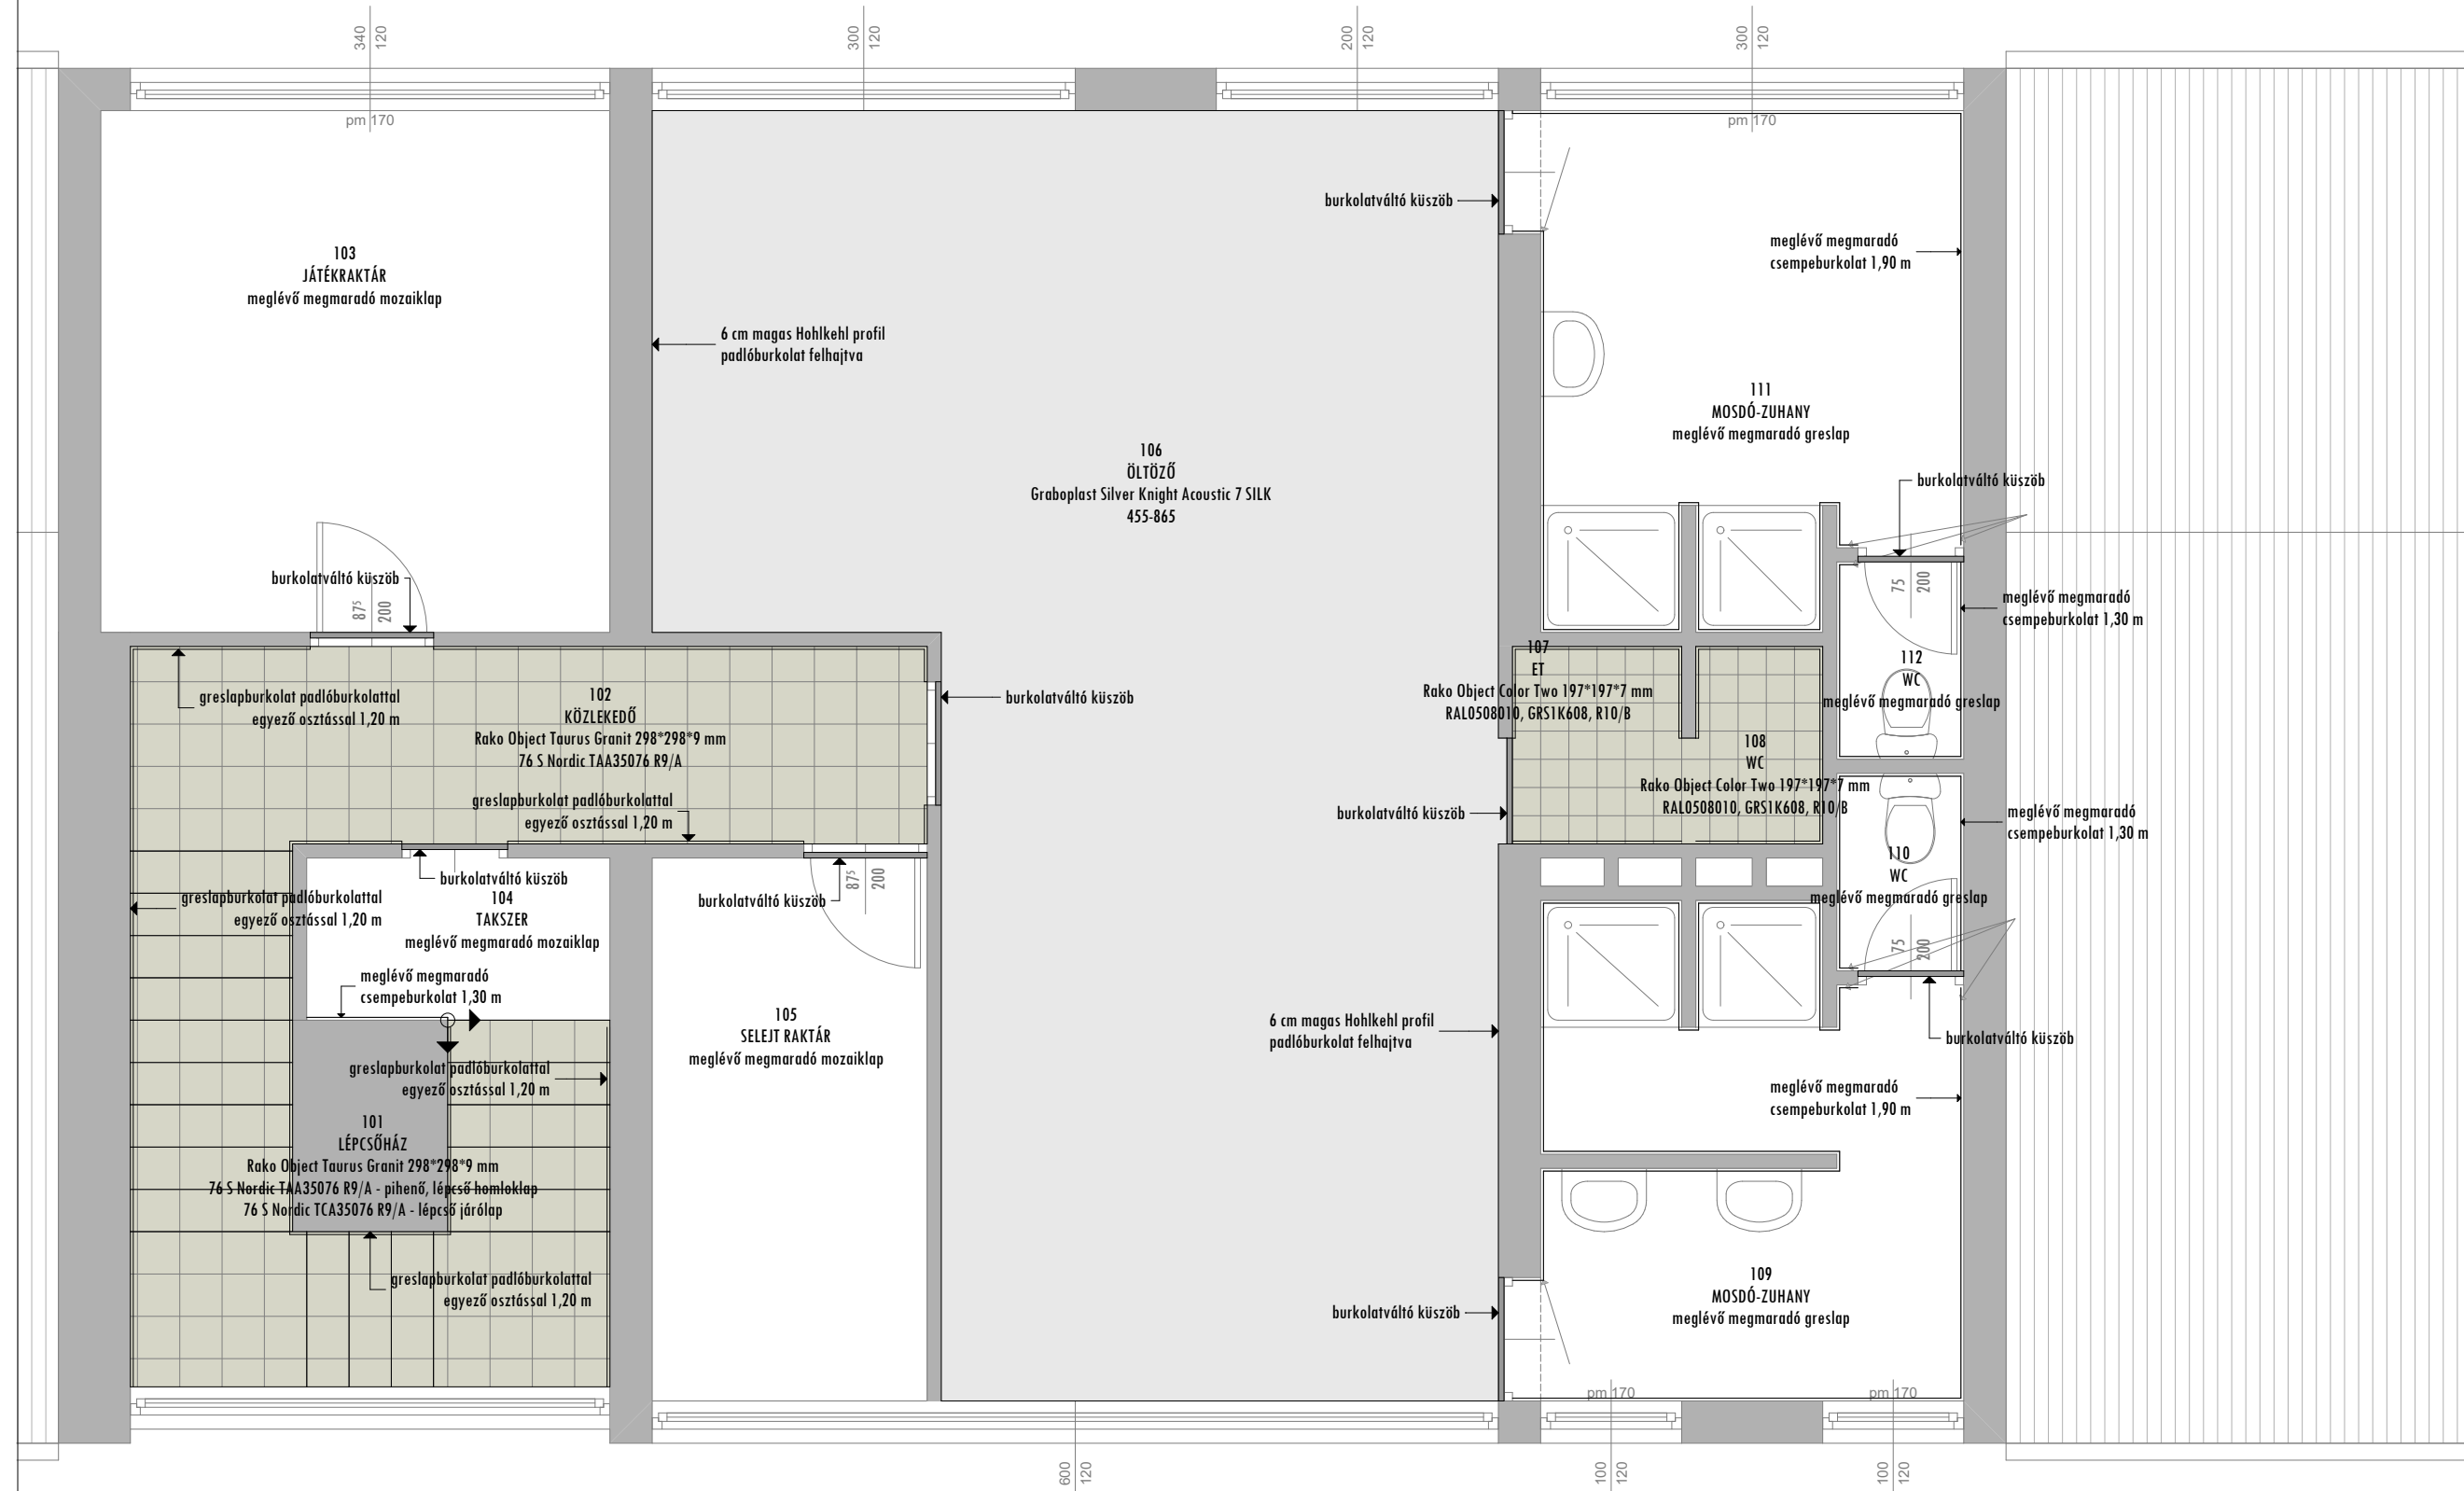 340
120
300
120
200
120
300
120
pm 170
pm 170
burkolatváltó küszöb
103
JÁTÉKRAKTÁR
meglévő megmaradó mozaiklap
meglévő megmaradó
csempeburkolat 1,90 m
6 cm magas Hohlkehl profil
padlóburkolat felhajtva
111
MOSDÓ-ZUHANY
meglévő megmaradó greslap
106
ÖLTÖZŐ
Graboplast Silver Knight Acoustic 7 SILK
455-865
burkolatváltó küszöb
burkolatváltó küszöb
87⁵
200
75
200
meglévő megmaradó
csempeburkolat 1,30 m
greslapburkolat padlóburkolattal
egyező osztással 1,20 m
102
KÖZLEKEDŐ
Rako Object Taurus Granit 298*298*9 mm
76 S Nordic TAA35076 R9/A
burkolatváltó küszöb
107
ET
Rako Object Color Two 197*197*7 mm
RAL0508010, GRS1K608, R10/B
112
WC
meglévő megmaradó greslap
108
WC
Rako Object Color Two 197*197*7 mm
RAL0508010, GRS1K608, R10/B
greslapburkolat padlóburkolattal
egyező osztással 1,20 m
burkolatváltó küszöb
meglévő megmaradó
csempeburkolat 1,30 m
110
WC
meglévő megmaradó greslap
burkolatváltó küszöb
104
TAKSZER
meglévő megmaradó mozaiklap
greslapburkolat padlóburkolattal
egyező osztással 1,20 m
burkolatváltó küszöb
87⁵
200
75
200
meglévő megmaradó
csempeburkolat 1,30 m
105
SELEJT RAKTÁR
meglévő megmaradó mozaiklap
6 cm magas Hohlkehl profil
padlóburkolat felhajtva
burkolatváltó küszöb
greslapburkolat padlóburkolattal
egyező osztással 1,20 m
meglévő megmaradó
csempeburkolat 1,90 m
101
LÉPCSŐHÁZ
Rako Object Taurus Granit 298*298*9 mm
76 S Nordic TAA35076 R9/A - pihenő, lépcső homloklap
76 S Nordic TCA35076 R9/A - lépcső járólap
greslapburkolat padlóburkolattal
egyező osztással 1,20 m
burkolatváltó küszöb
109
MOSDÓ-ZUHANY
meglévő megmaradó greslap
pm 170
pm 170
600
120
100
120
100
120